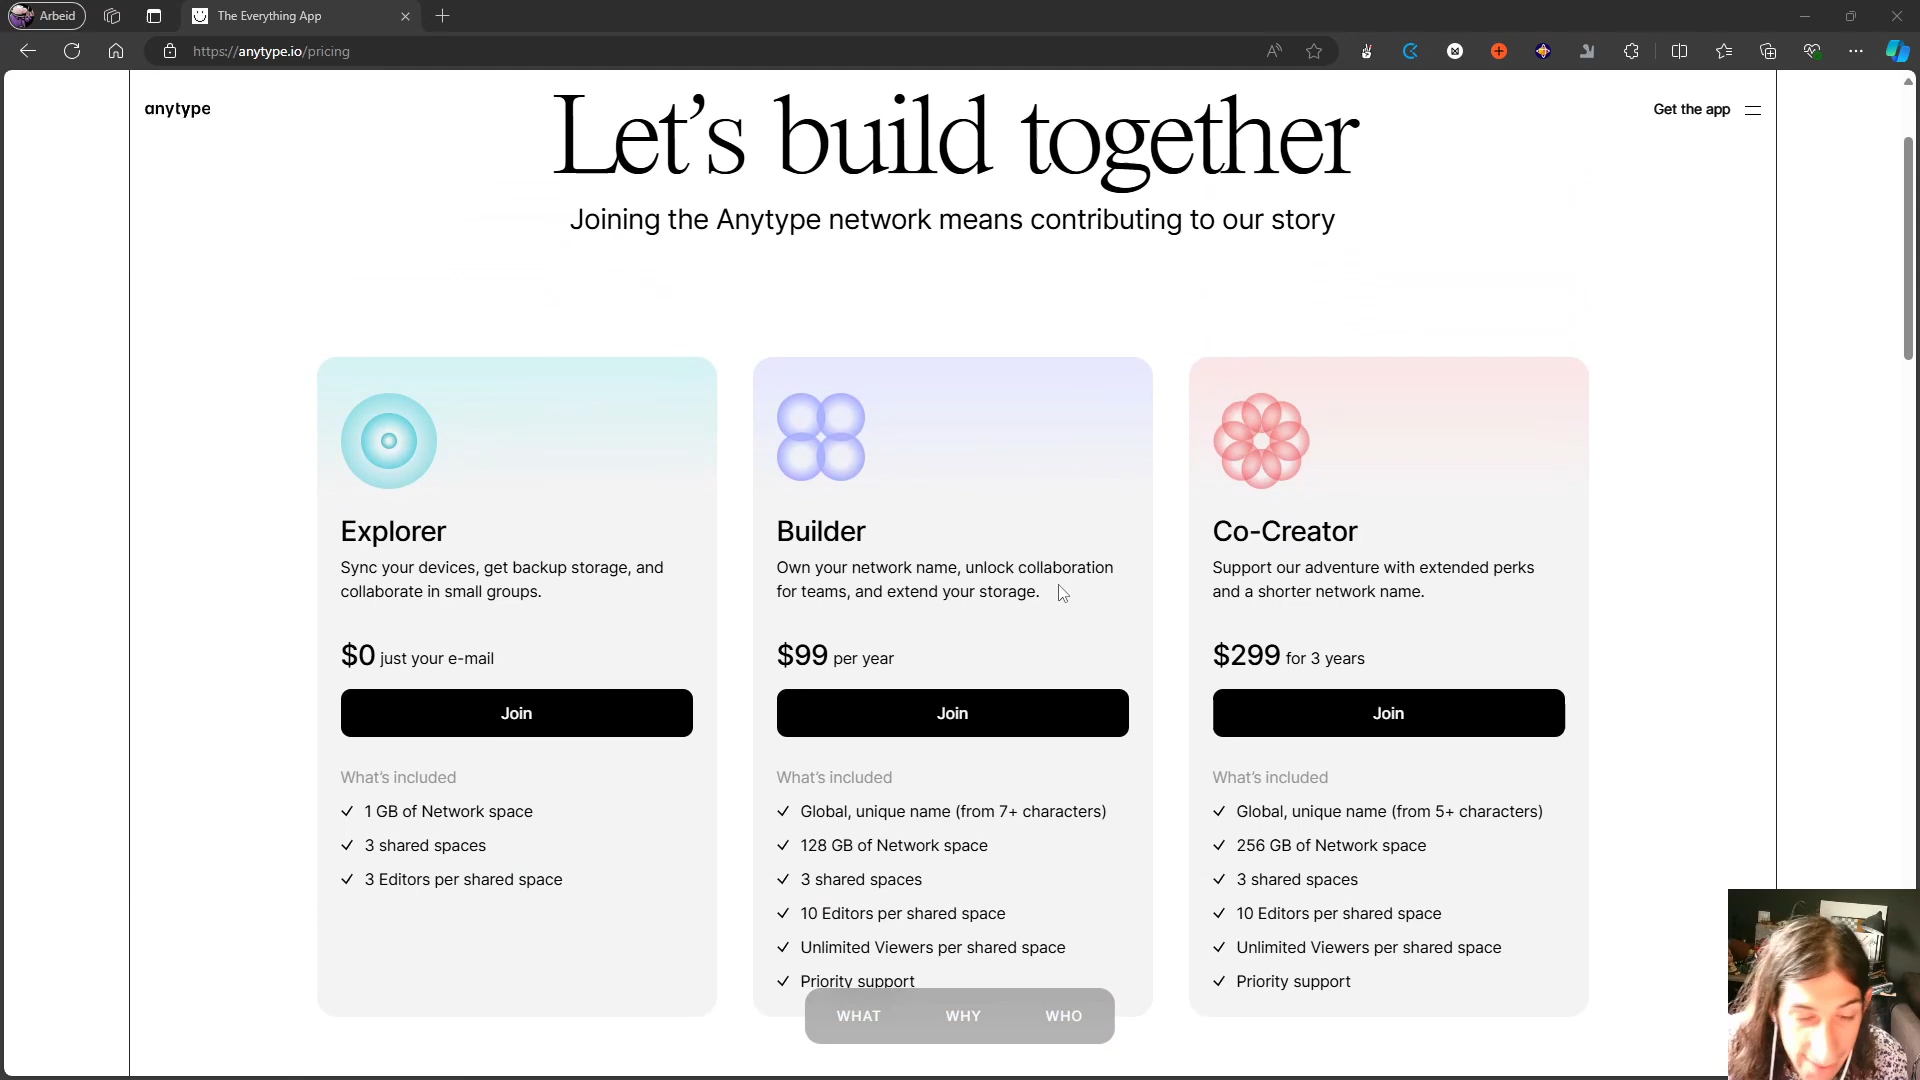 Arbeid
The Everything App
https://anytype.io/pricing
anytype
Get the app
Let's build together
Joining the Anytype network means contributing to our story
Explorer
Sync your devices, get backup storage, and
collaborate in small groups.
$0 just your e-mail
Join
What's included
1 GB of Network space
3 shared spaces
3 Editors per shared space
Builder
Own your network name, unlock collaboration
for teams, and extend your storage.
$99 per year
Join
What's included
Global, unique name (from 7+ characters)
128 GB of Network space
3 shared spaces
10 Editors per shared space
Unlimited Viewers per shared space
Priority support
Co-Creator
Support our adventure with extended perks
and a shorter network name.
$299 for 3 years
Join
What's included
Global, unique name (from 5+ characters)
256 GB of Network space
3 shared spaces
10 Editors per shared space
Unlimited Viewers per shared space
Priority support
WHAT WHY WHO